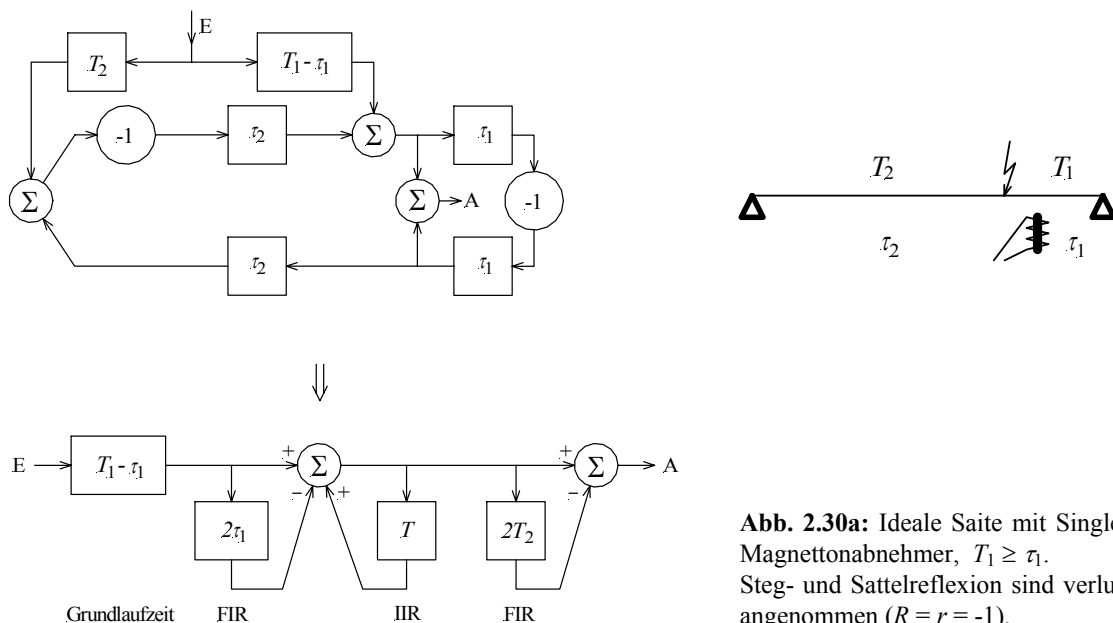 E
T₂
T₁ - τ₁
-1
τ₂
Σ
τ₁
Σ
Σ
A
-1
τ₂
τ₁
T₂
T₁
τ₂
τ₁
⇓
E
T₁ - τ₁
+
Σ
−
+
+
Σ
−
A
2τ₁
T
2T₂
Grundlaufzeit
FIR
IIR
FIR
Abb. 2.30a: Ideale Saite mit Single
Magnettonabnehmer, T₁ ≥ τ₁.
Steg- und Sattelreflexion sind verlu
angenommen (R = r = -1).